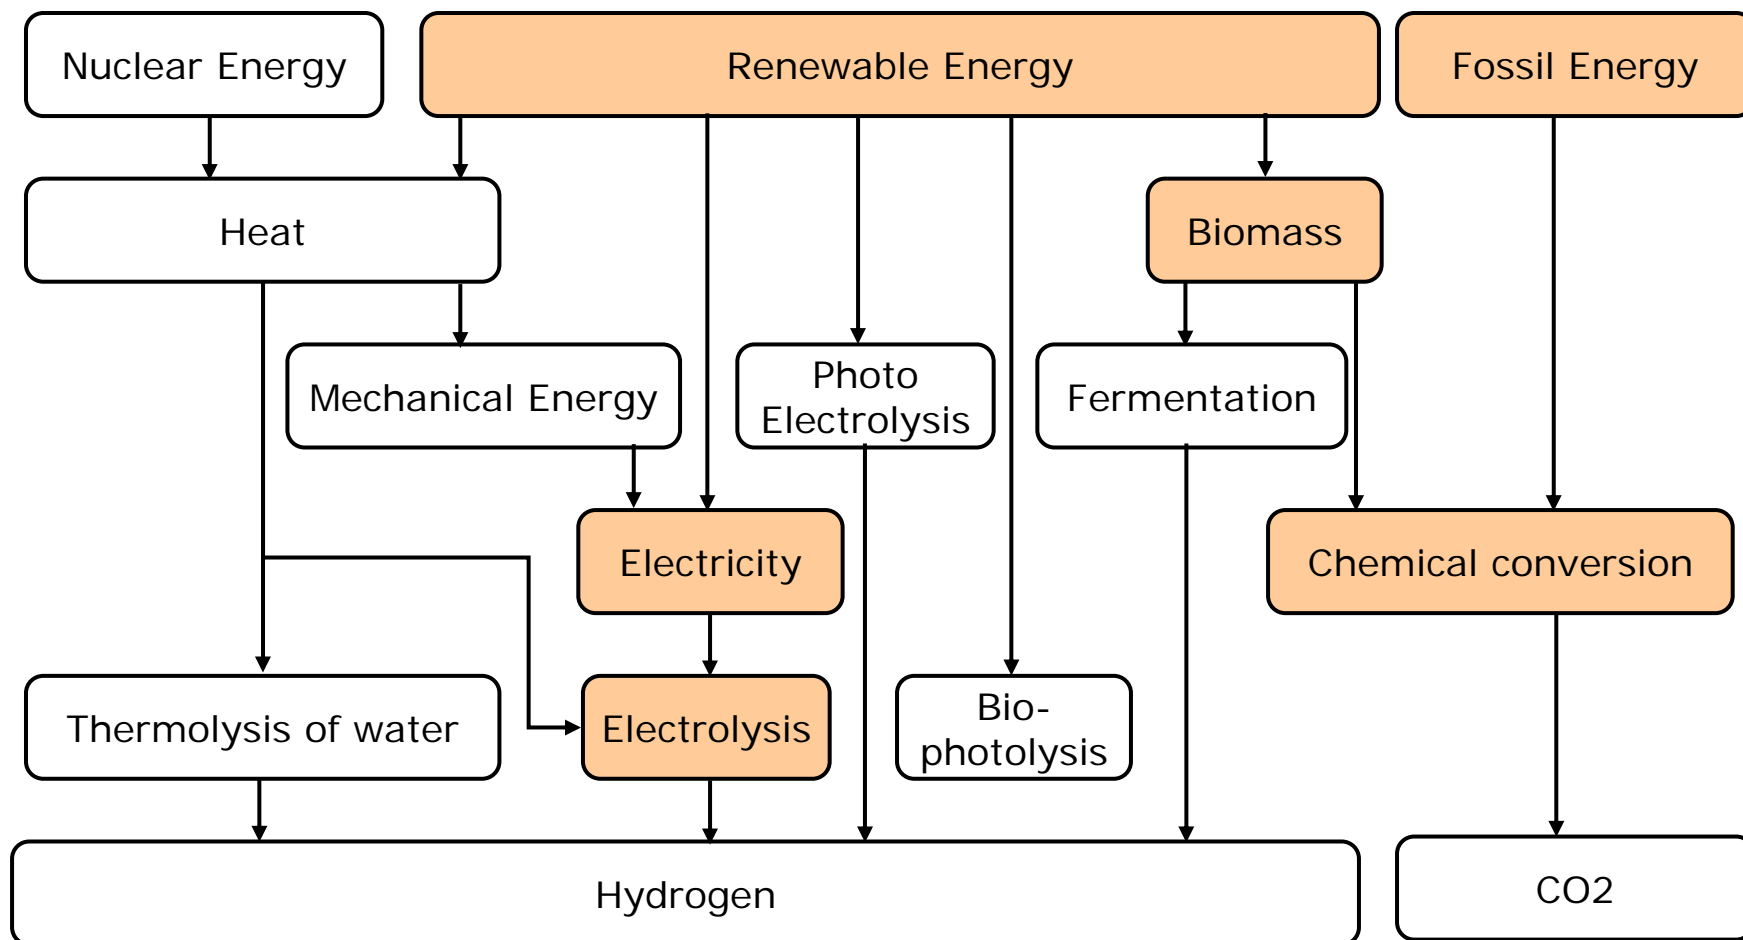 Nuclear Energy
Renewable Energy
Fossil Energy
Heat
Biomass
Mechanical Energy
Photo
Electrolysis
Fermentation
Electricity
Chemical conversion
Thermolysis of water
Electrolysis
Bio-
photolysis
Hydrogen
CO2